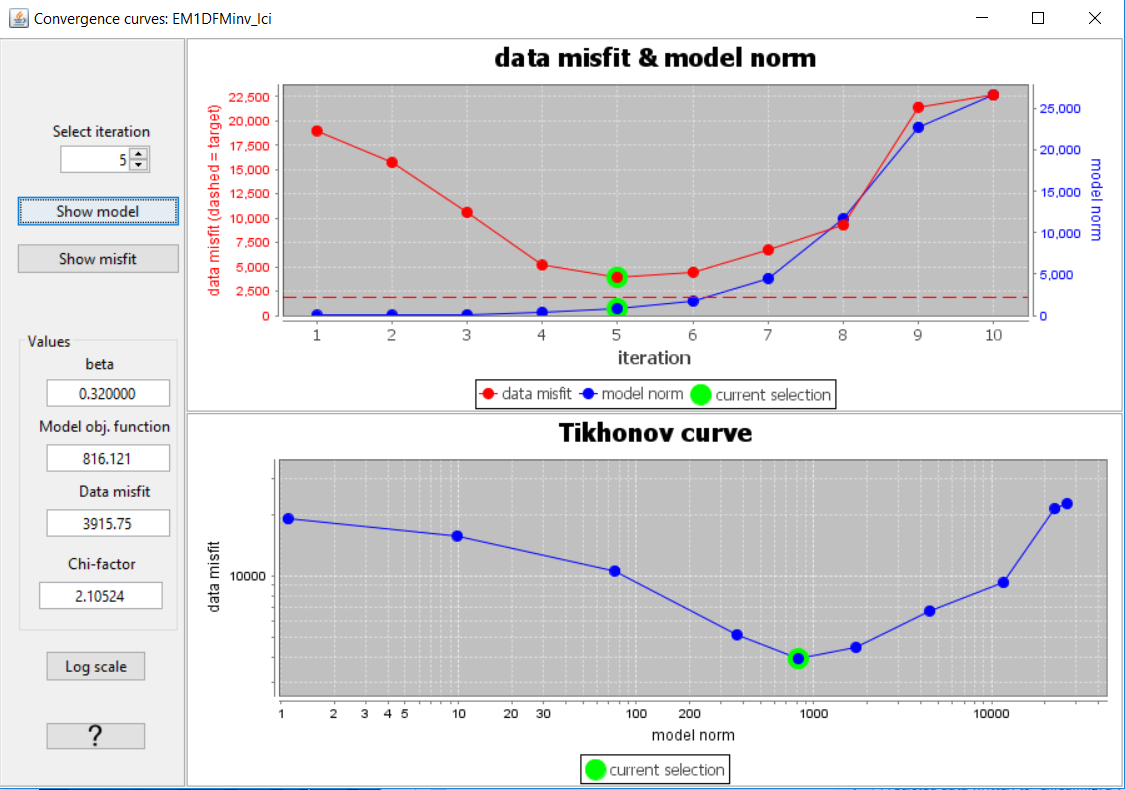 Convergence curves: EM1DFMinv_lci
Select iteration
5
Show model
Show misfit
Values
beta
0.320000
Model obj. function
816.121
Data misfit
3915.75
Chi-factor
2.10524
Log scale
?
data misfit & model norm
data misfit (dashed = target)
22,500
20,000
17,500
15,000
12,500
10,000
7,500
5,000
2,500
0
25,000
20,000
15,000
10,000
5,000
0
model norm
1 2 3 4 5 6 7 8 9 10
iteration
data misfit model norm current selection
Tikhonov curve
data misfit
10000
1 2 3 4 5 10 20 30 100 200 1000 10000
model norm
current selection